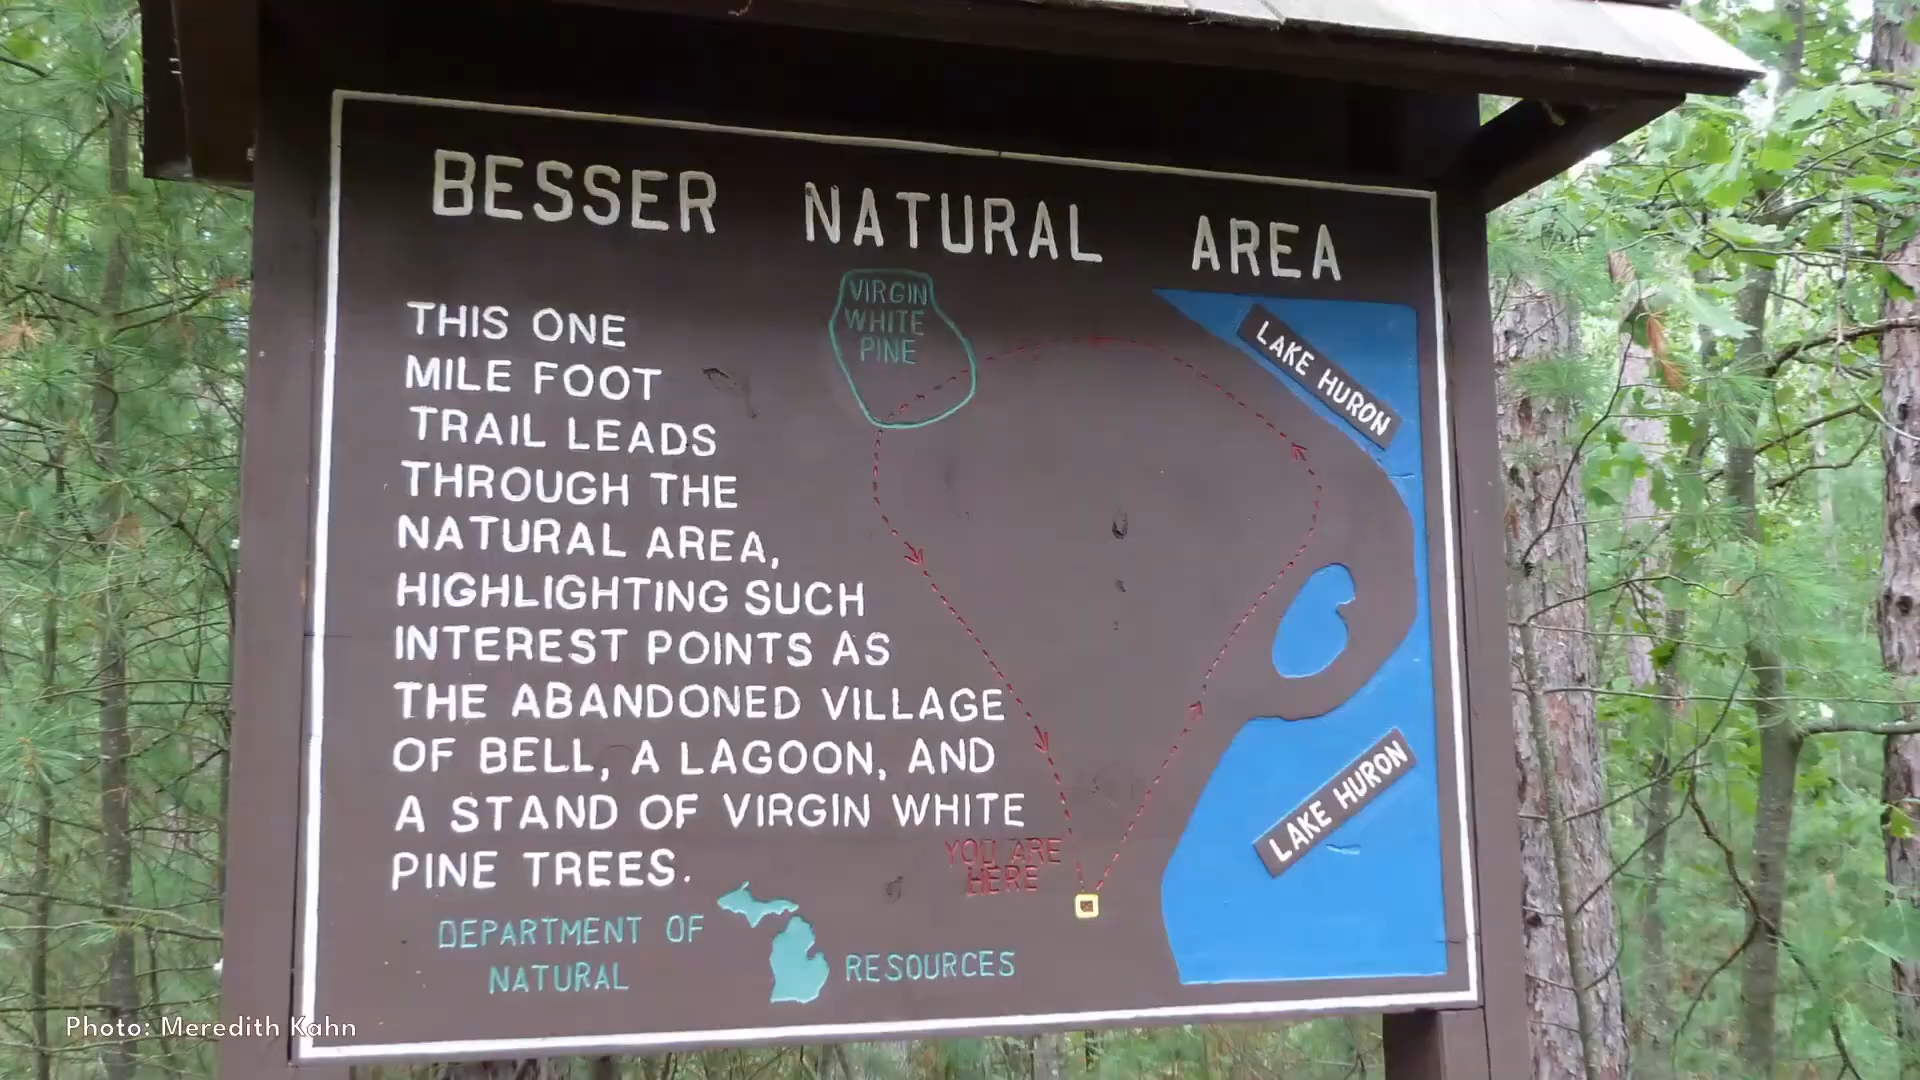 BESSER NATURAL AREA
THIS ONE
MILE FOOT
TRAIL LEADS
THROUGH THE
NATURAL AREA,
HIGHLIGHTING SUCH
INTEREST POINTS AS
THE ABANDONED VILLAGE
OF BELL, A LAGOON, AND
A STAND OF VIRGIN WHITE
PINE TREES.
VIRGIN
WHITE
PINE
LAKE HURON
LAKE HURON
YOU ARE
HERE
DEPARTMENT OF
NATURAL
RESOURCES
Photo: Meredith Kahn